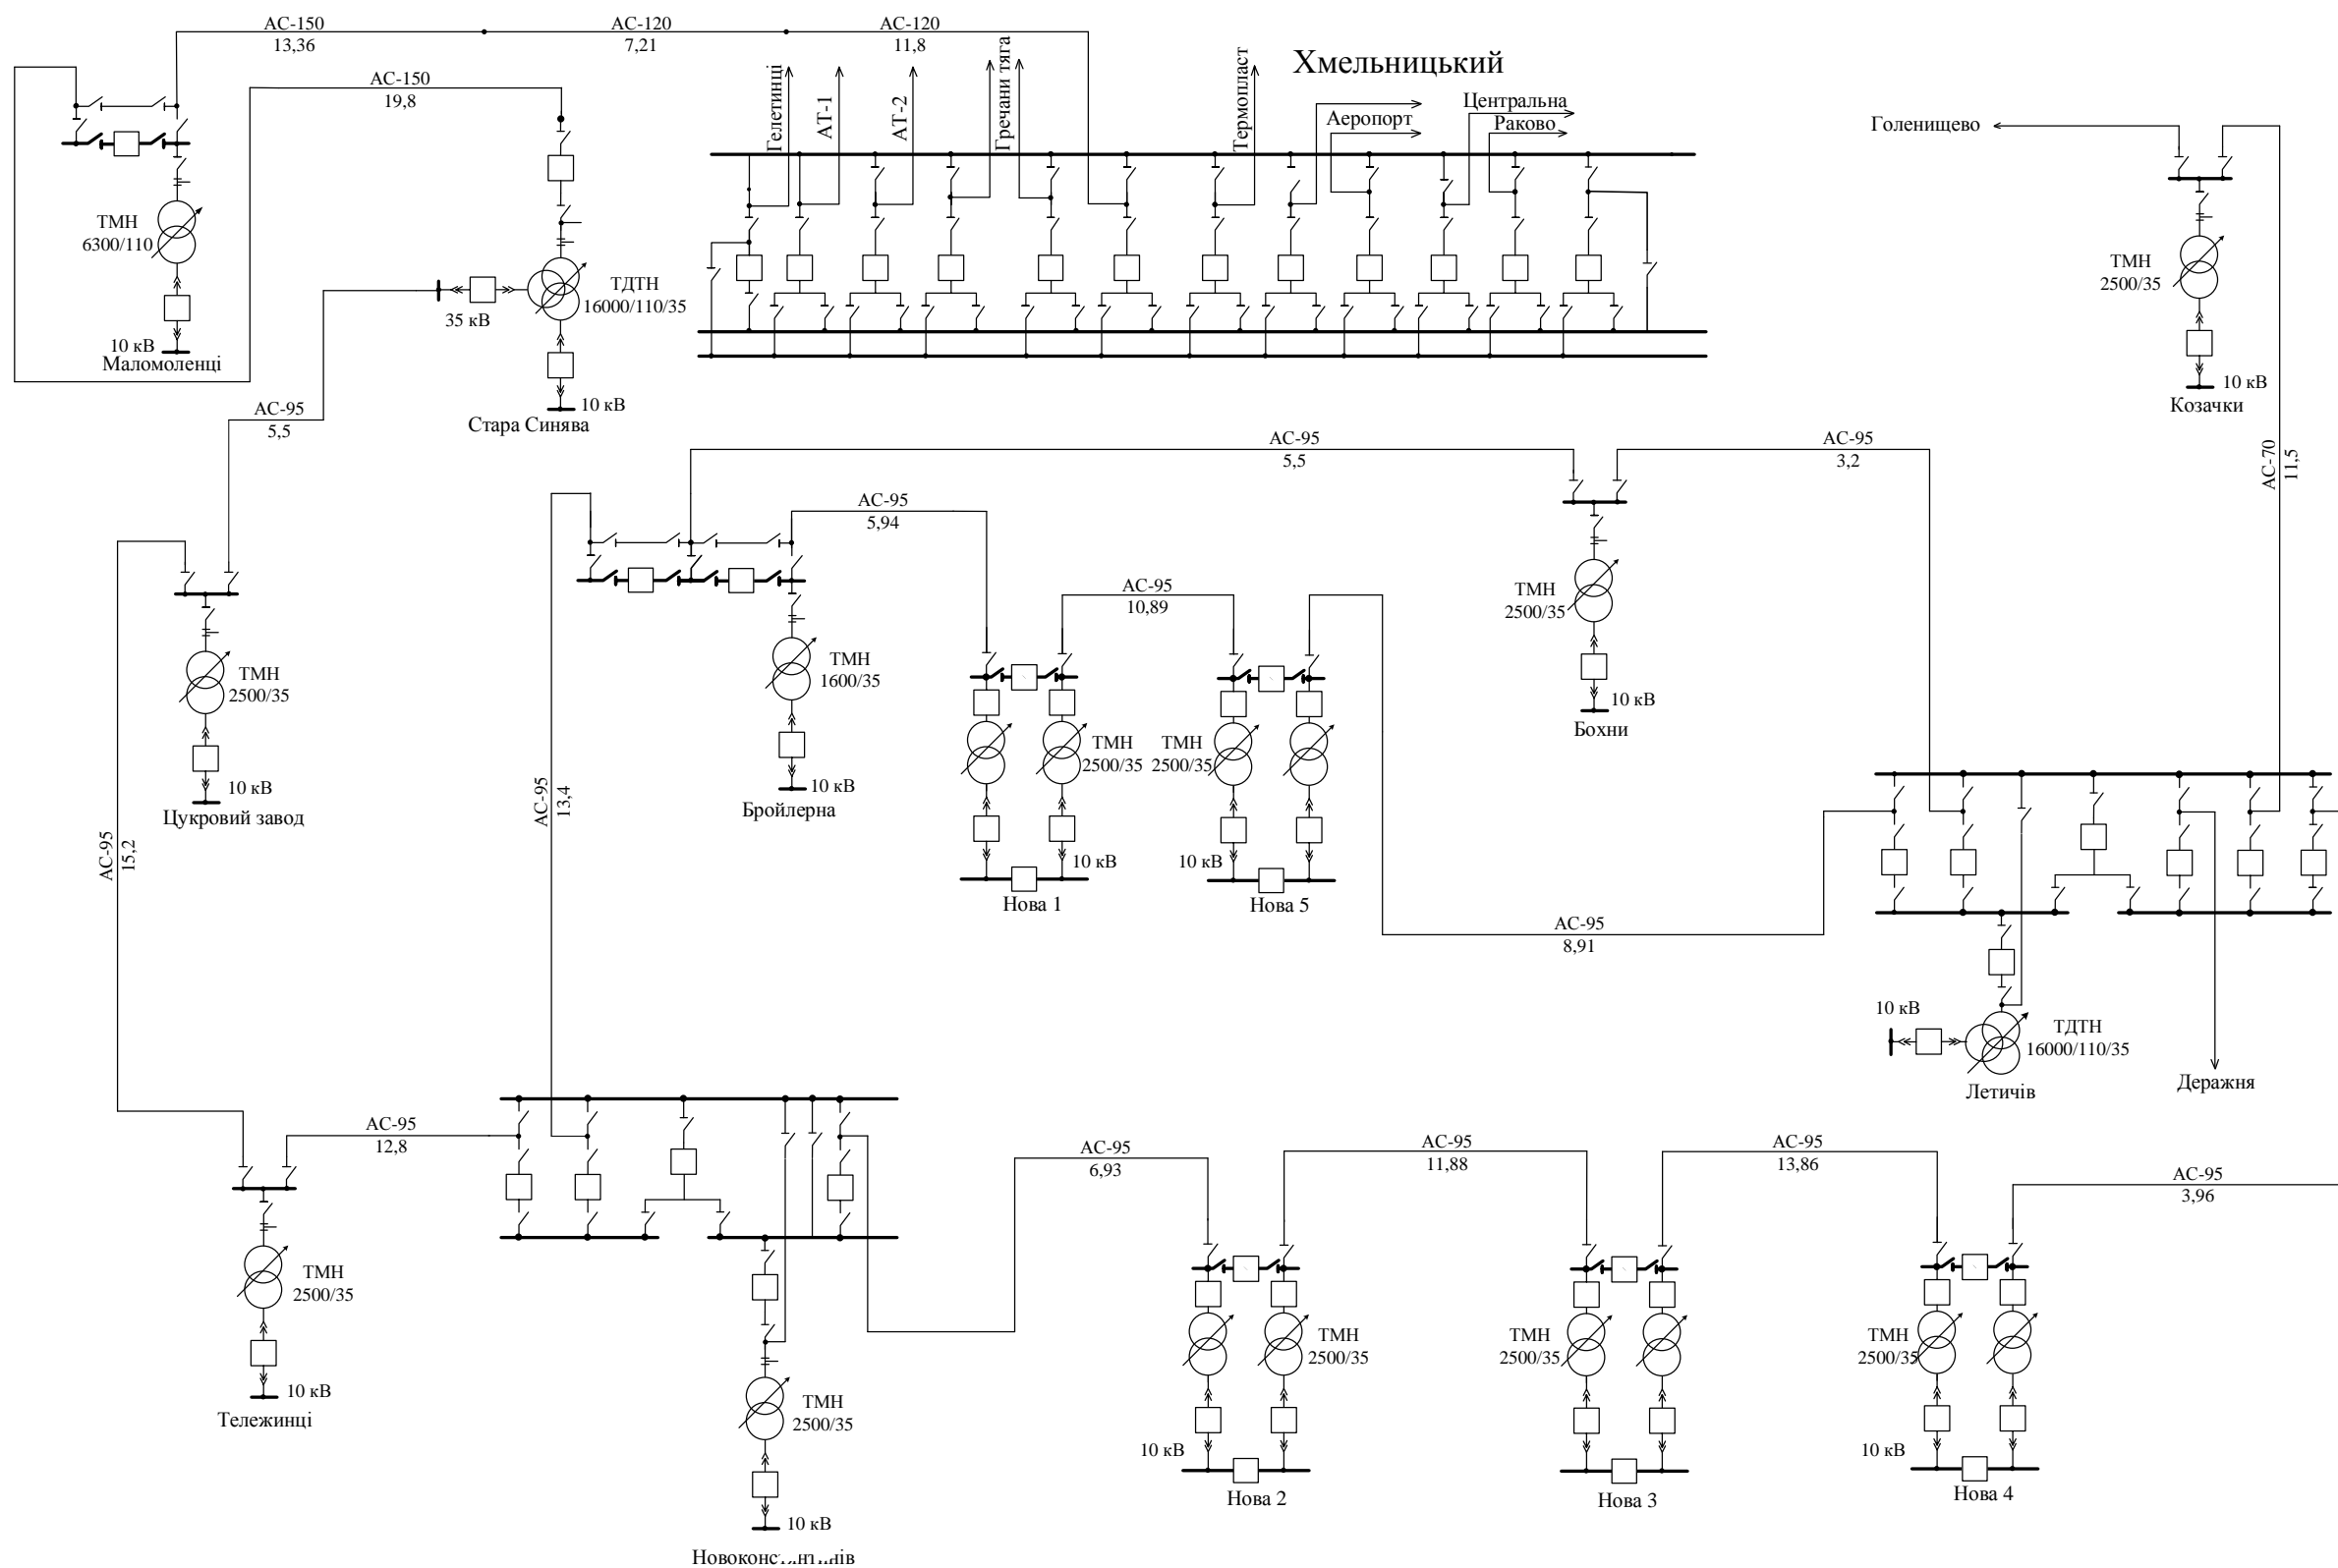 АС-150
13,36
АС-120
7,21
АС-120
11,8
Хмельницький
АС-150
19,8
Гелетинці
АТ-1
АТ-2
Гречани тяга
Термопласт
Аеропорт
Центральна
Раково
Голенищево
ТМН
6300/110
10 кВ
Маломоленці
35 кВ
ТДТН
16000/110/35
10 кВ
Стара Синява
ТМН
2500/35
10 кВ
Козачки
АС-95
5,5
АС-95
5,5
АС-95
3,2
АС-70
11,5
АС-95
5,94
АС-95
10,89
ТМН
2500/35
10 кВ
Бохни
ТМН
2500/35
10 кВ
Цукровий завод
ТМН
1600/35
10 кВ
Бройлерна
АС-95
13,4
АС-95
15,2
ТМН
2500/35
10 кВ
Нова 1
ТМН
2500/35
10 кВ
Нова 5
АС-95
8,91
10 кВ
ТДТН
16000/110/35
Летичів
Деражня
АС-95
12,8
АС-95
6,93
АС-95
11,88
АС-95
13,86
АС-95
3,96
ТМН
2500/35
10 кВ
Тележинці
ТМН
2500/35
10 кВ
ТМН
2500/35
10 кВ
Нова 2
ТМН
2500/35
Нова 3
ТМН
2500/35
10 кВ
Нова 4